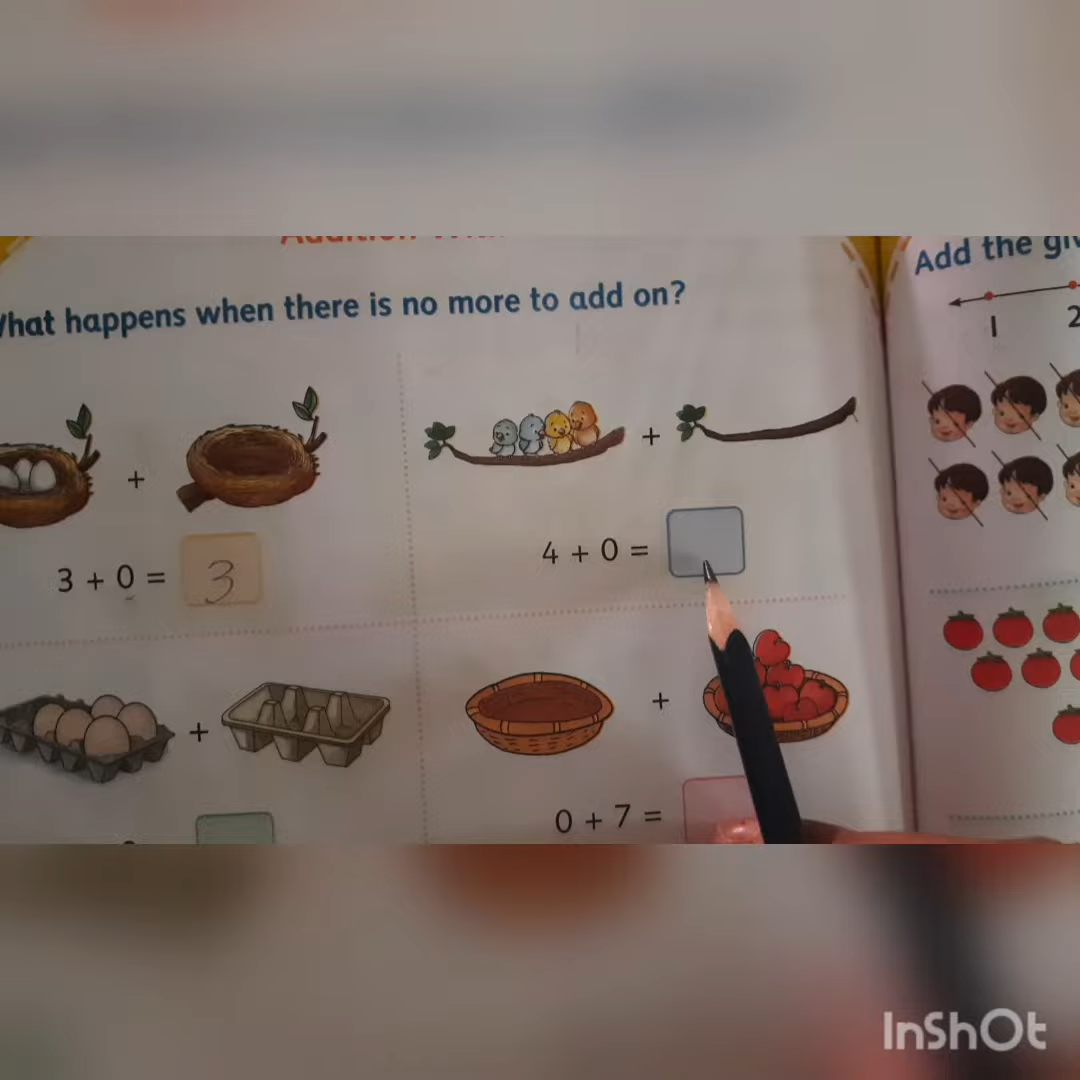 What happens when there is no more to add on?
+
+
3 + 0 = 3
4 + 0 =
+
+
0 + 7 =
Add the
1
2
InShOt